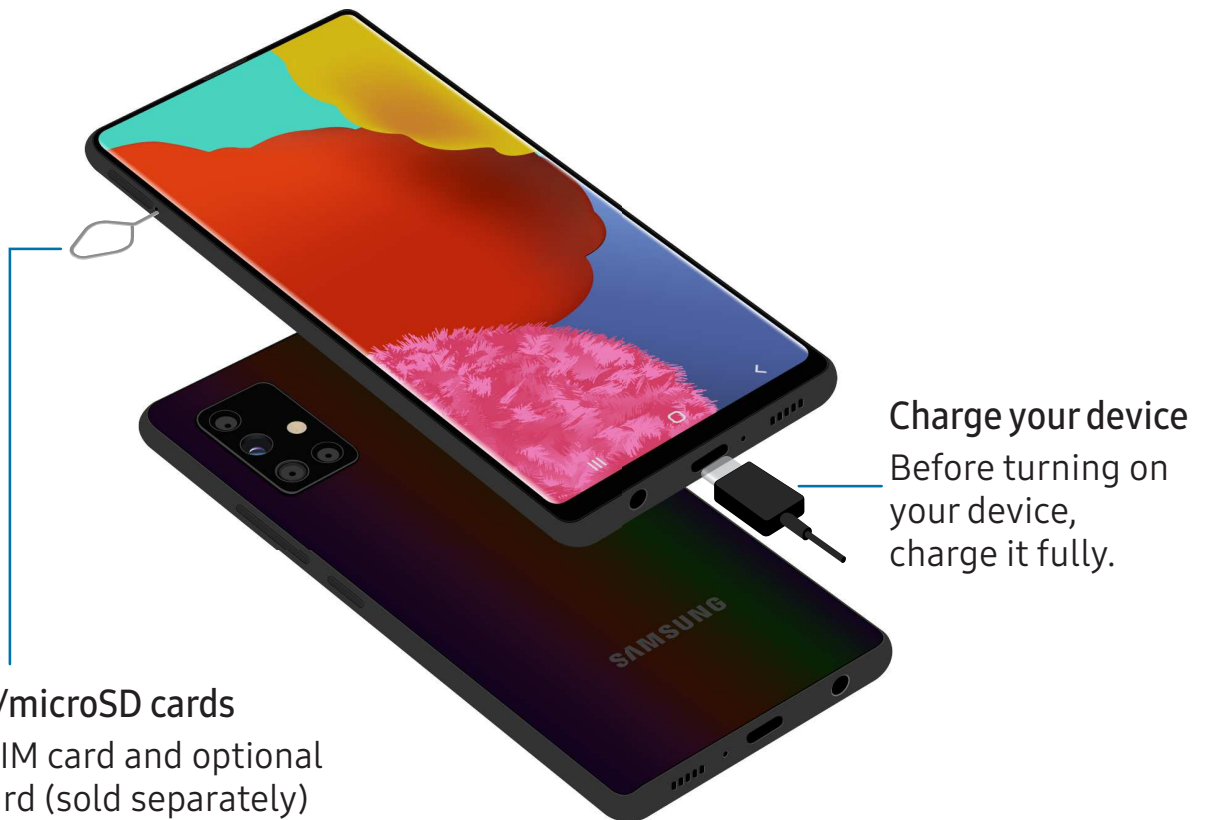 SAMSUNG
Charge your device
Before turning on
your device,
charge it fully.
/microSD cards
IM card and optional
rd (sold separately)